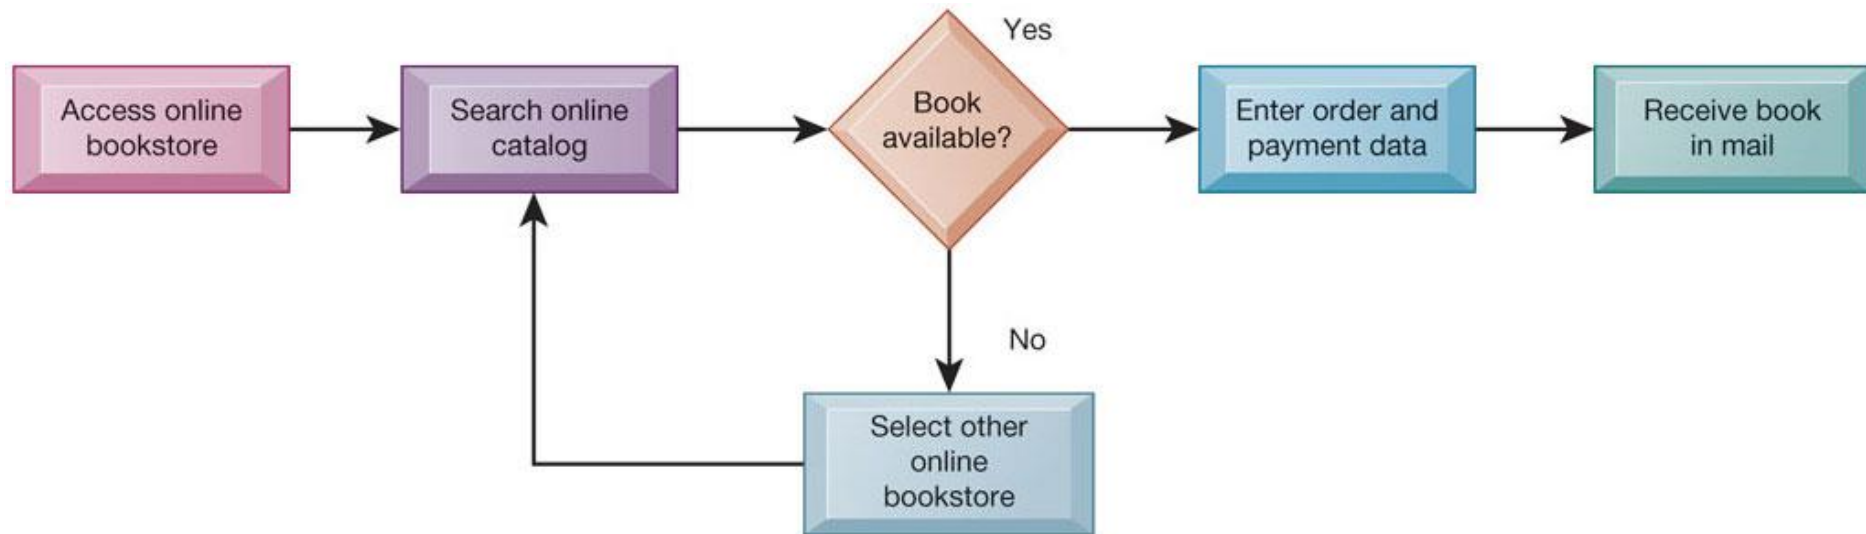 Access online
bookstore
Search online
catalog
Book
available?
Yes
Enter order and
payment data
Receive book
in mail
No
Select other
online
bookstore